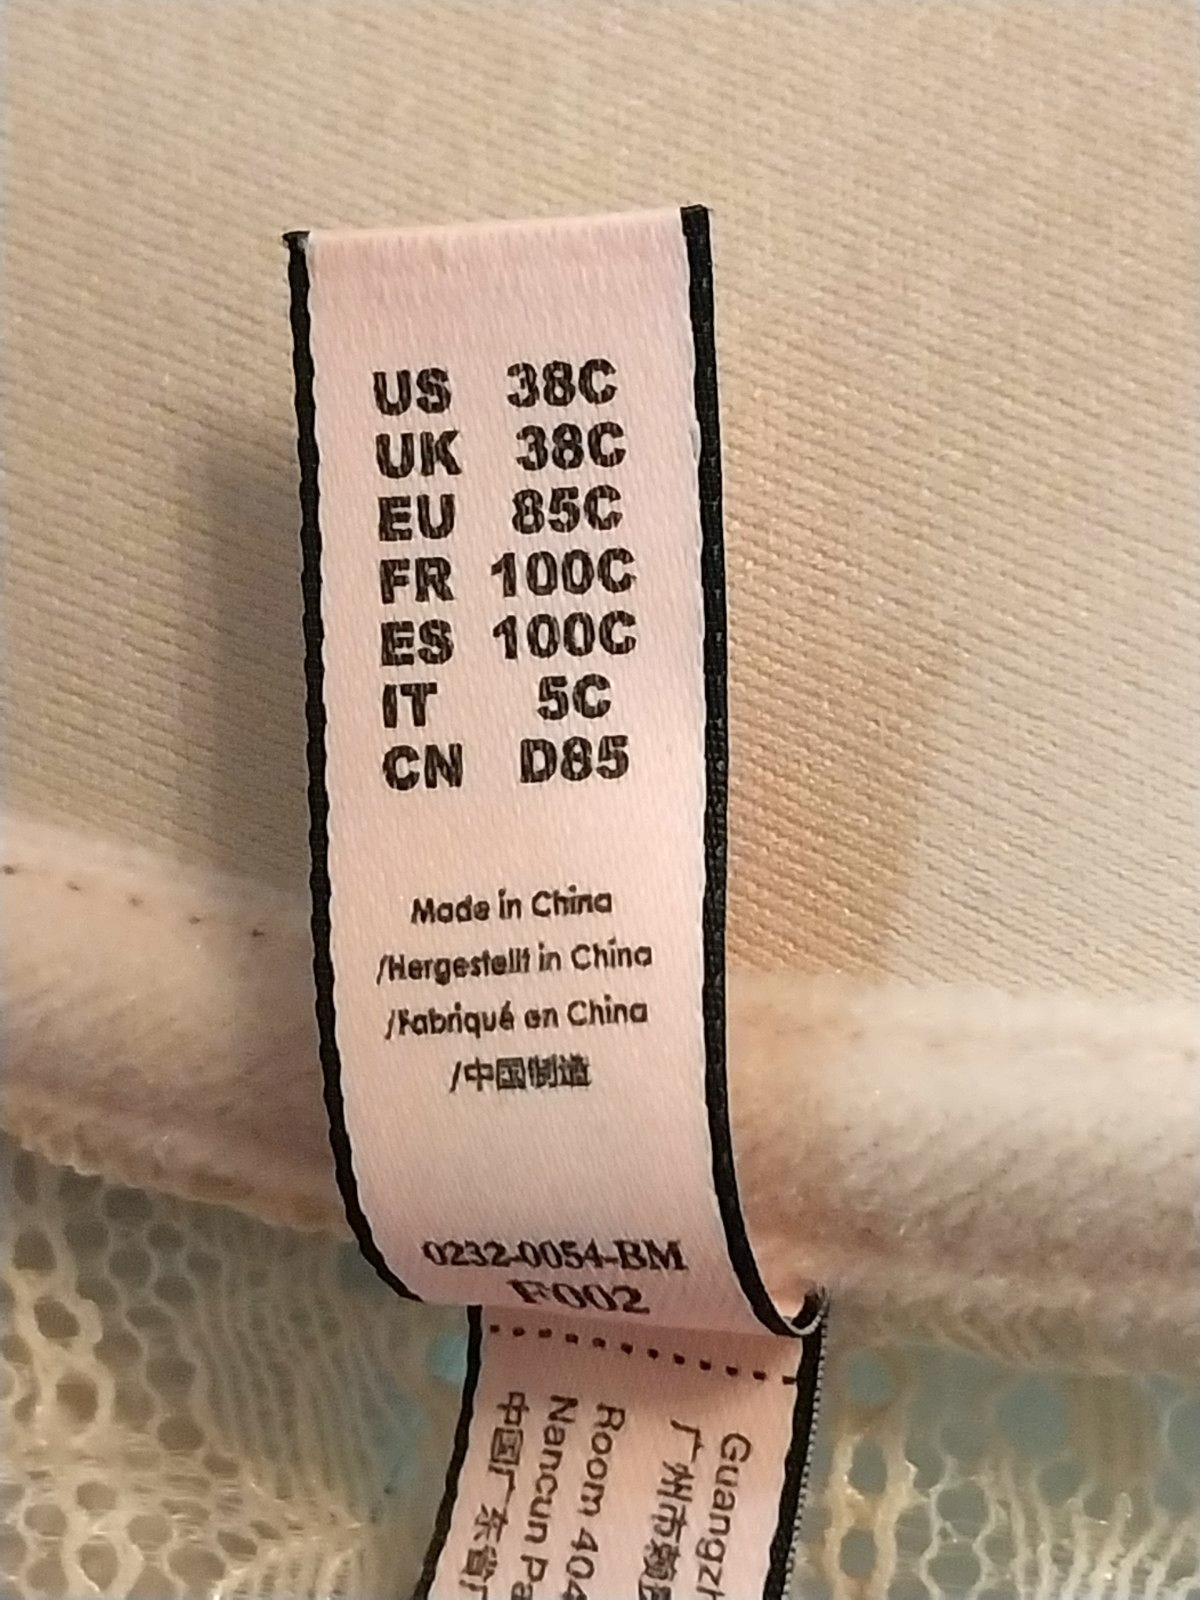 US 38C
UK 38C
EU 85C
FR 100C
ES 100C
IT 5C
CN D85
Made in China
/Hergestellt in China
/Fabriqué en China
/中国制造
0232-0054-BM
F002
广州市
Room 404
Nancun
中国广东省广